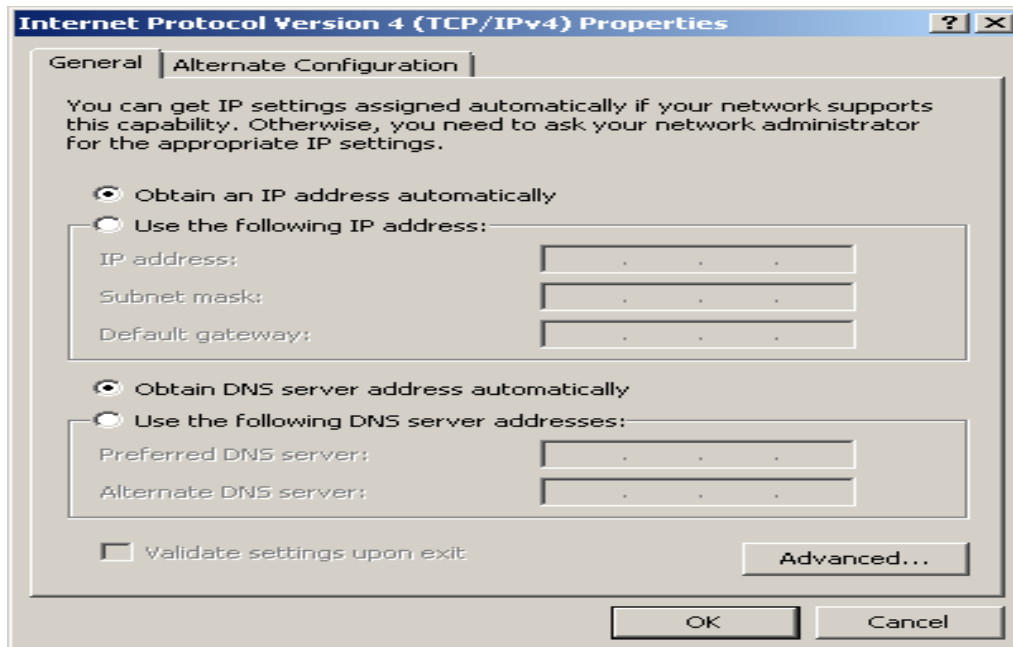 Internet Protocol Version 4 (TCP/IPv4) Properties
General
Alternate Configuration
You can get IP settings assigned automatically if your network supports
this capability. Otherwise, you need to ask your network administrator
for the appropriate IP settings.
Obtain an IP address automatically
Use the following IP address:
IP address:
Subnet mask:
Default gateway:
Obtain DNS server address automatically
Use the following DNS server addresses:
Preferred DNS server:
Alternate DNS server:
Validate settings upon exit
Advanced...
OK
Cancel